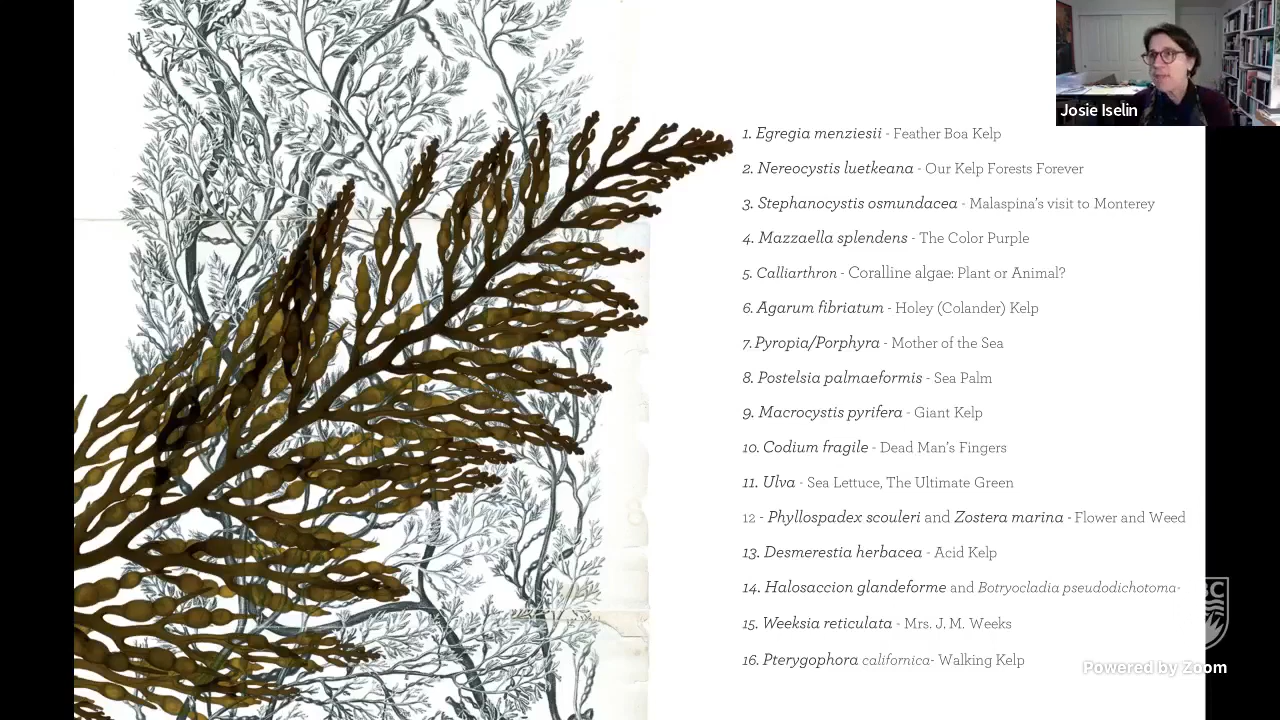 Josie Iselin
1. Egregia menziesii - Feather Boa Kelp
2. Nereocystis luetkeana - Our Kelp Forests Forever
3. Stephanocystis osmundacea - Malaspina's visit to Monterey
4. Mazzaella splendens - The Color Purple
5. Calliarthron - Coralline algae: Plant or Animal?
6. Agarum fibriatum - Holey (Colander) Kelp
7. Pyropia/Porphyra - Mother of the Sea
8. Postelsia palmaeformis - Sea Palm
9. Macrocystis pyrifera - Giant Kelp
10. Codium fragile - Dead Man's Fingers
11. Ulva - Sea Lettuce, The Ultimate Green
12 - Phyllospadex scouleri and Zostera marina - Flower and Weed
13. Desmerestia herbacea - Acid Kelp
14. Halosaccion glandeforme and Botryocladia pseudodichotoma-
15. Weeksia reticulata - Mrs. J. M. Weeks
16. Pterygophora californica- Walking Kelp
Powered by Zoom